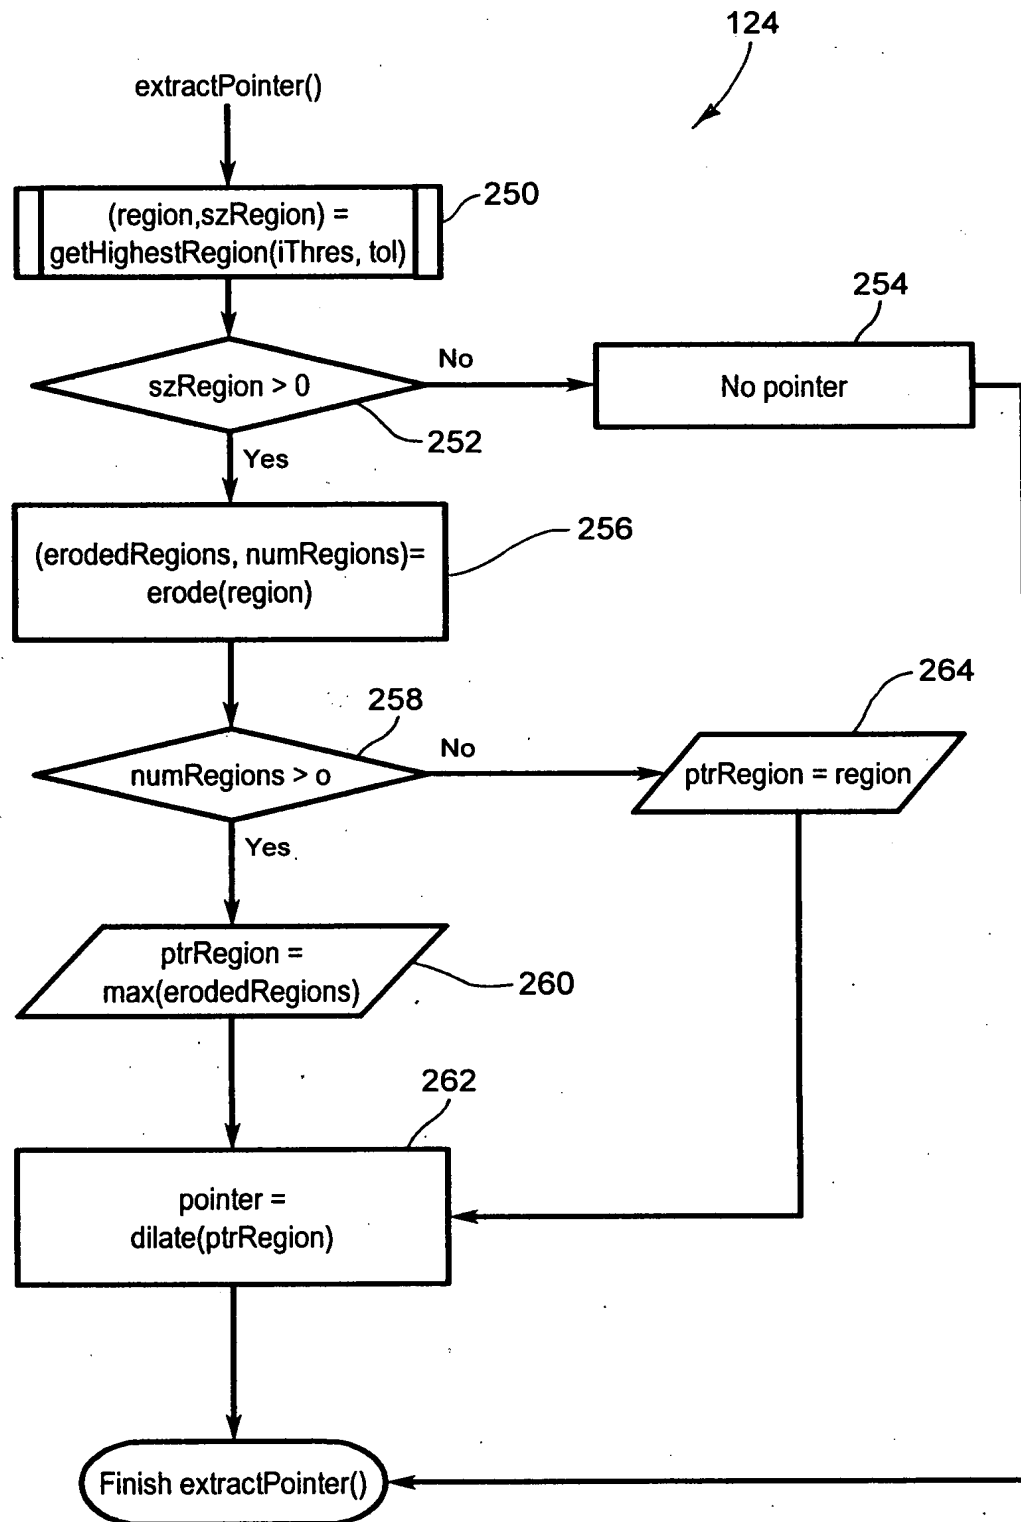 124
extractPointer()
(region,szRegion) =
getHighestRegion(iThres, tol)
250
254
szRegion > 0
No
No pointer
252
Yes
(erodedRegions, numRegions)=
erode(region)
256
258
264
numRegions > o
No
ptrRegion = region
Yes
ptrRegion =
max(erodedRegions)
260
262
pointer =
dilate(ptrRegion)
Finish extractPointer()